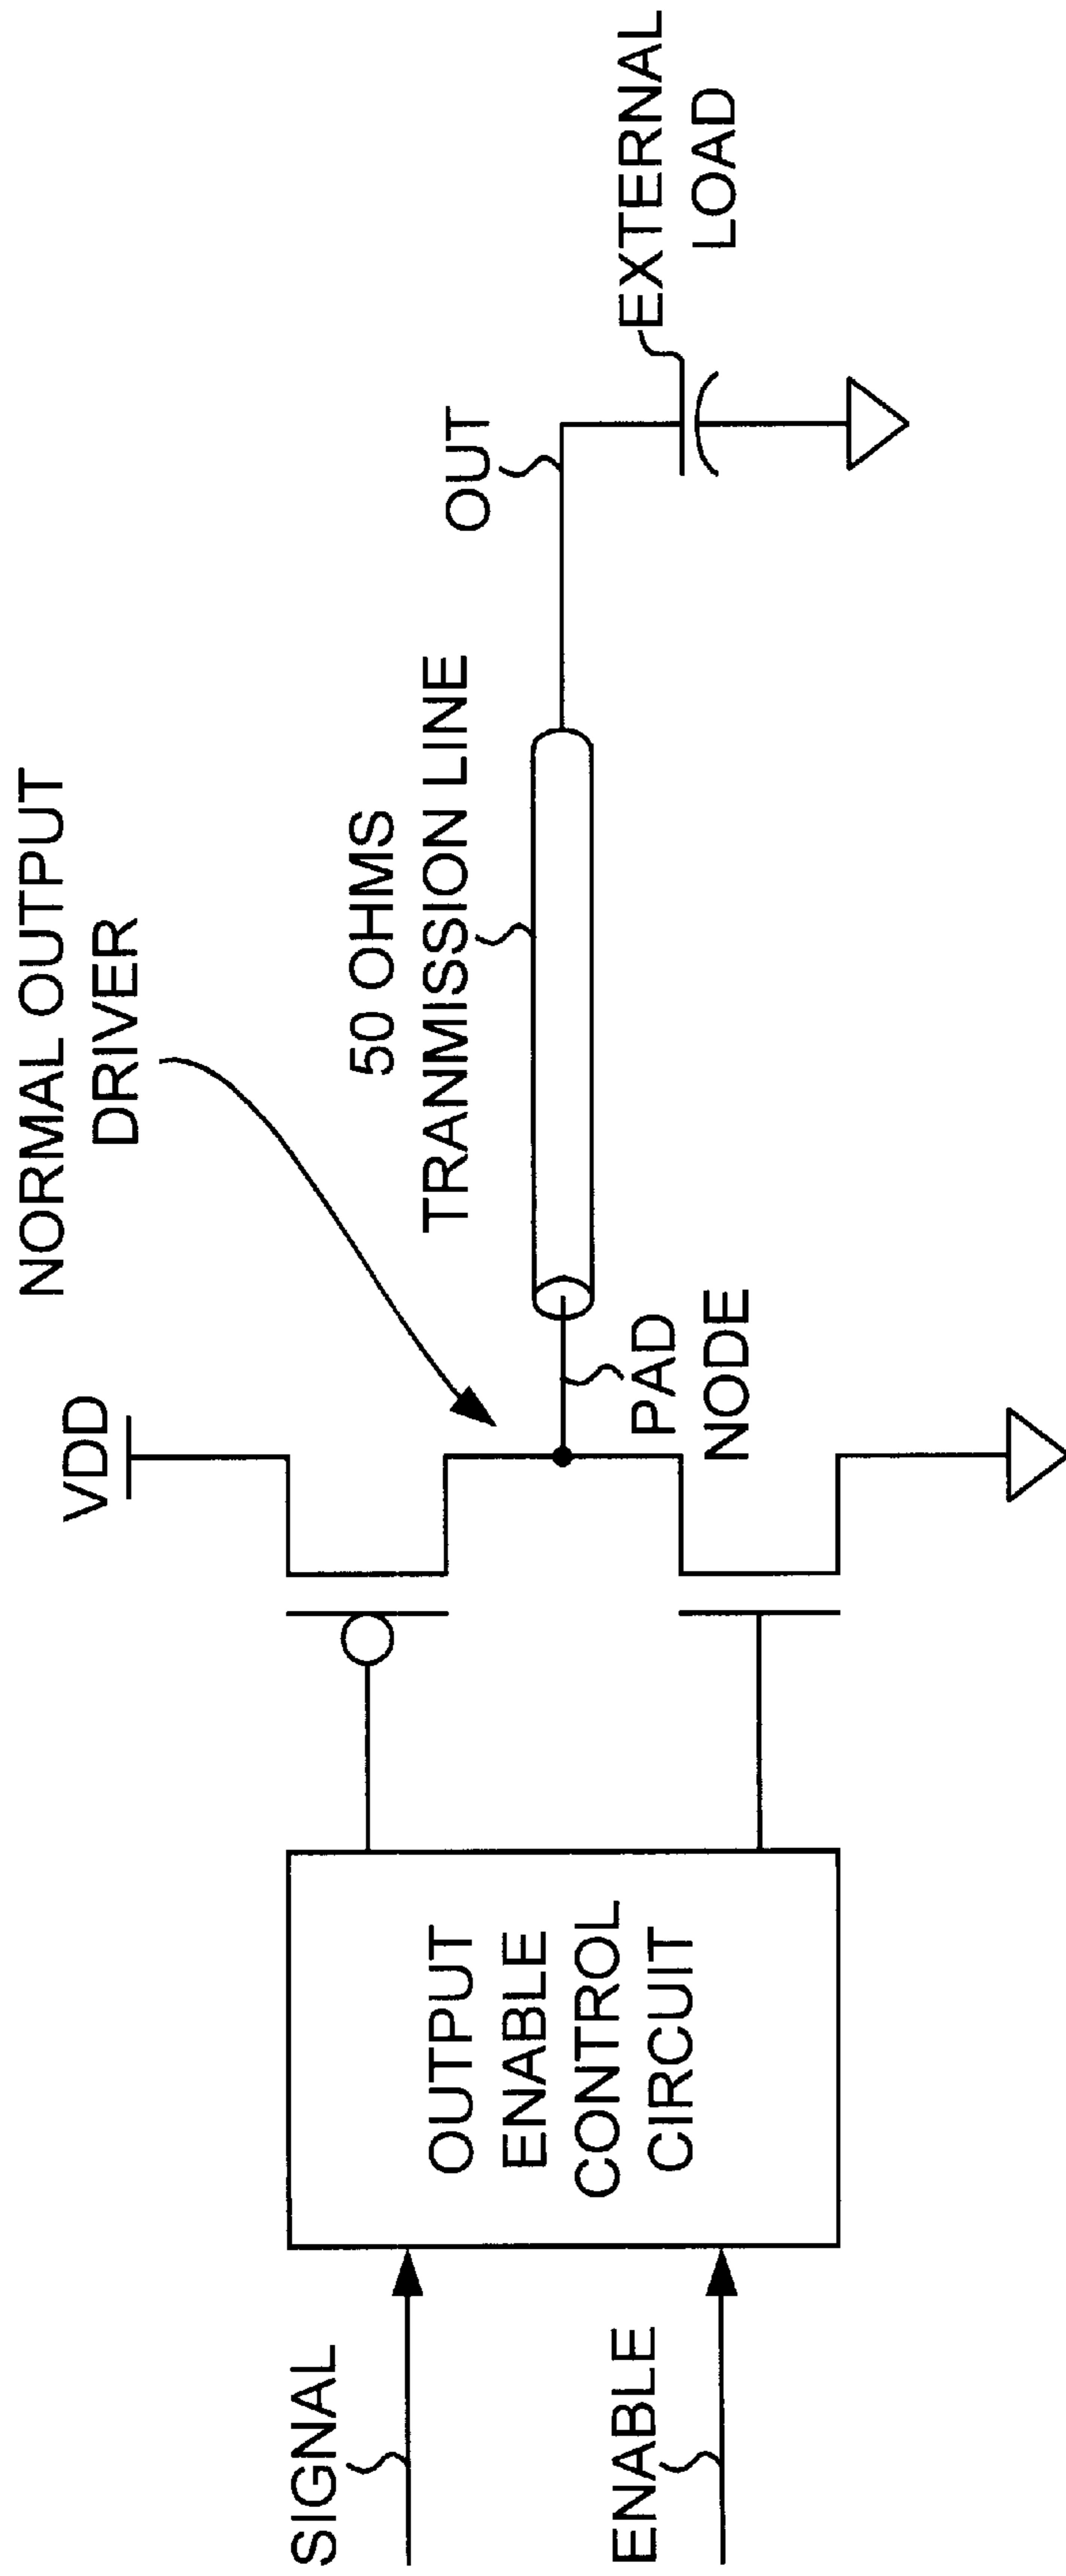 SIGNAL
ENABLE
OUTPUT
ENABLE
CONTROL
CIRCUIT
VDD
NORMAL OUTPUT
DRIVER
PAD
NODE
50 OHMS
TRANMISSION LINE
OUT
EXTERNAL
LOAD